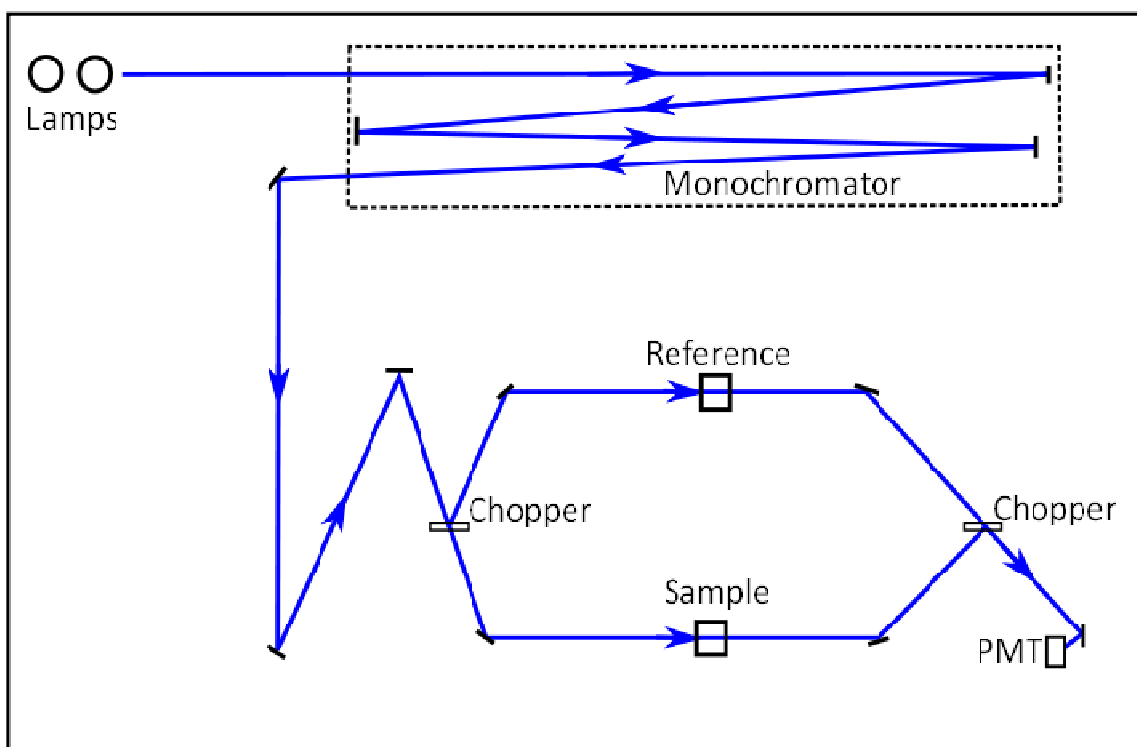 Lamps
Monochromator
Reference
Chopper
Chopper
Sample
PMT